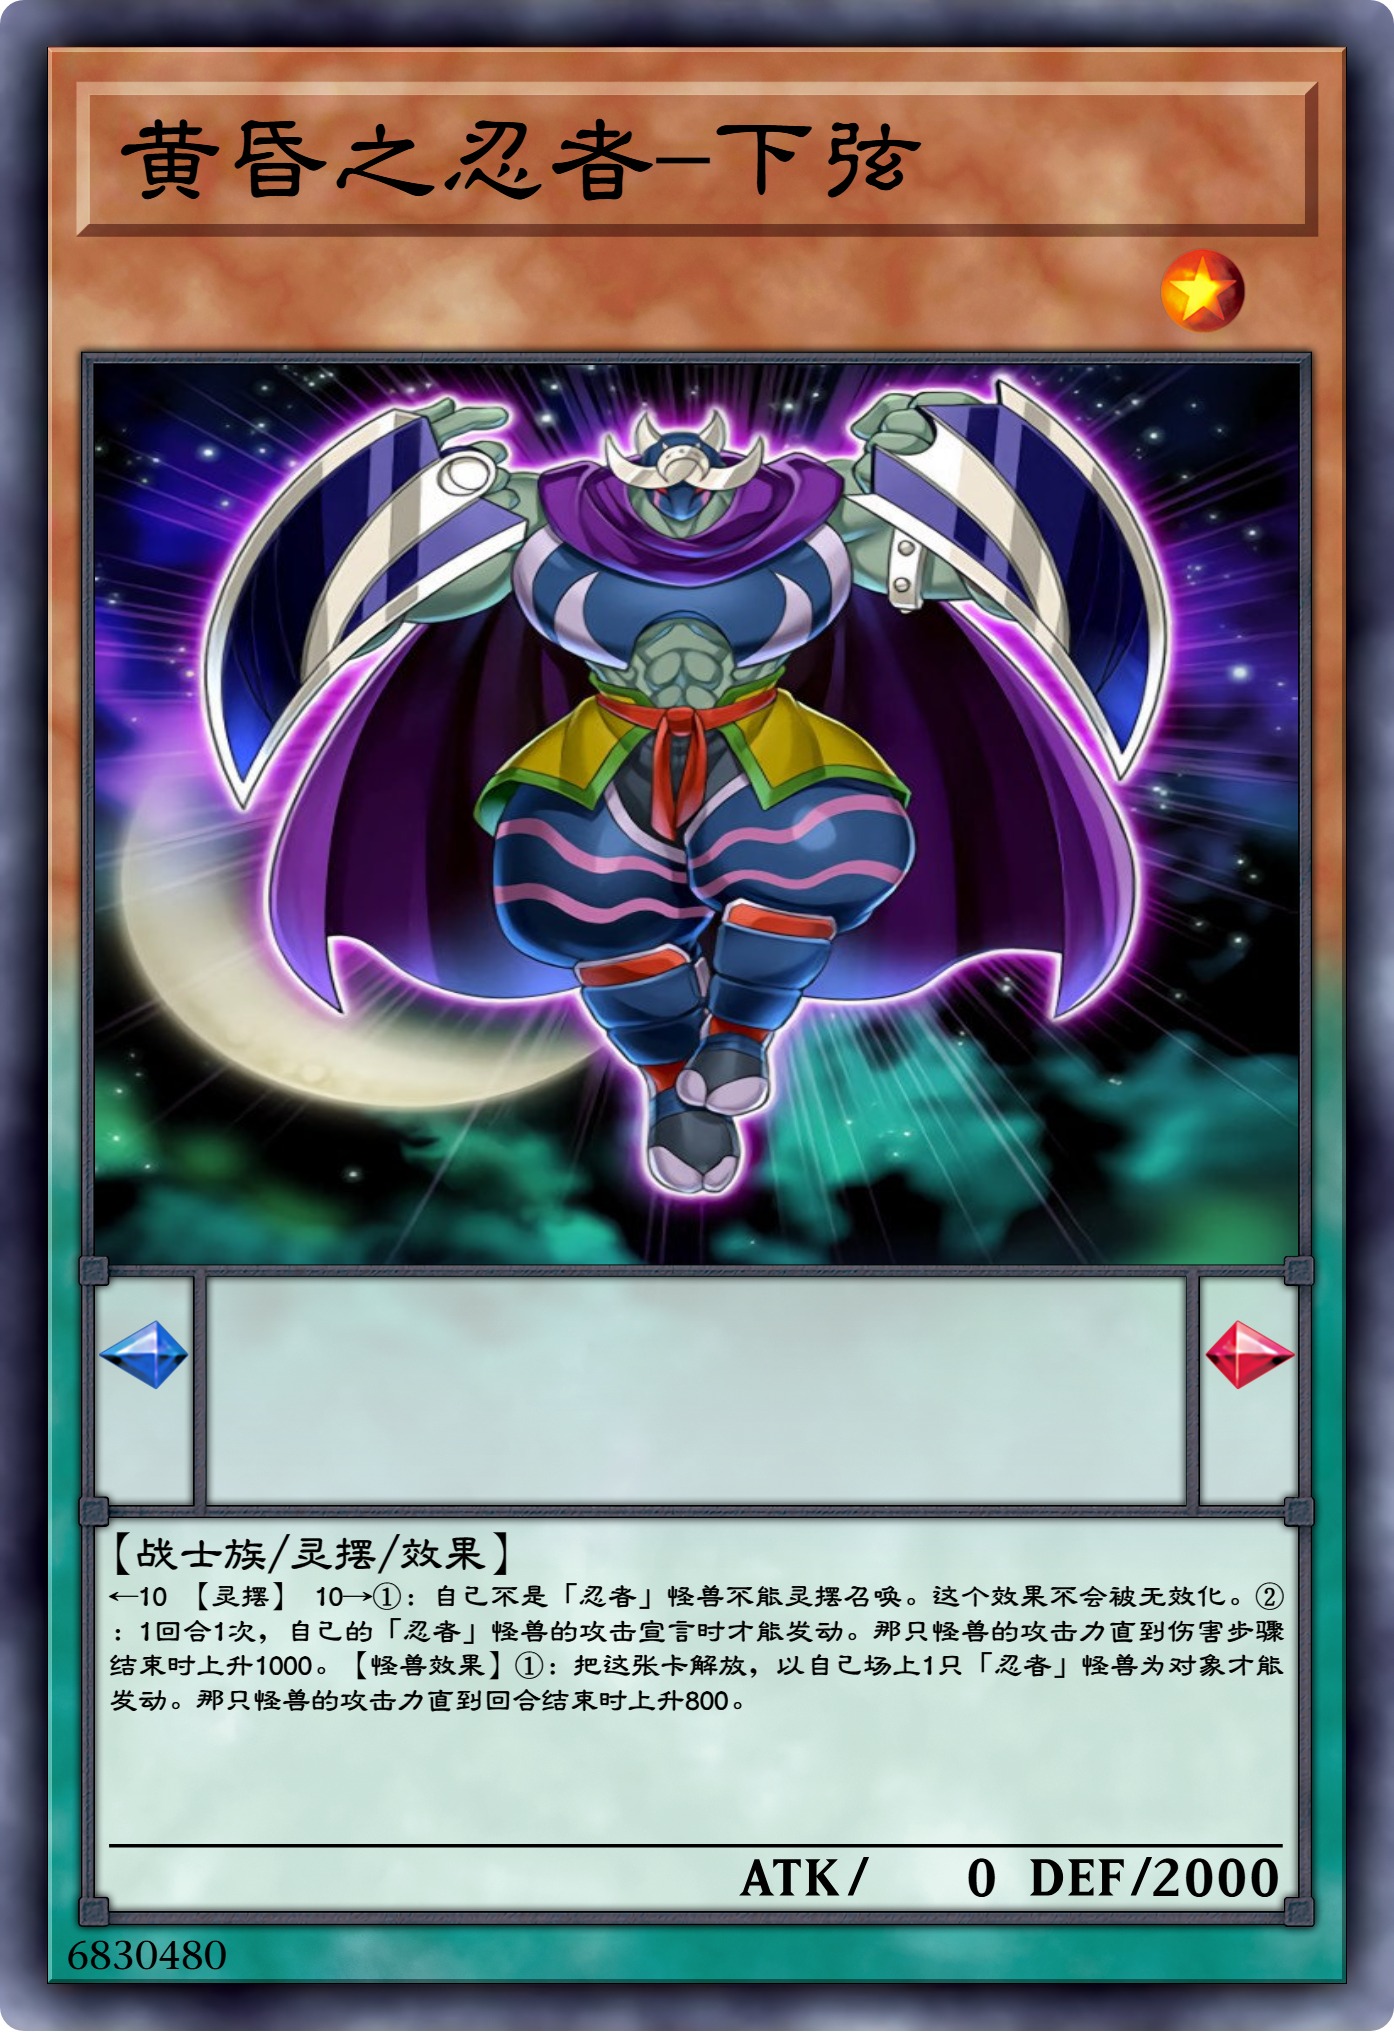 黄昏之忍者-下弦
【战士族/灵摆/效果】
←10 【灵摆】 10→①：自己不是「忍者」怪兽不能灵摆召唤。这个效果不会被无效化。②
：1回合1次，自己的「忍者」怪兽的攻击宣言时才能发动。那只怪兽的攻击力直到伤害步骤
结束时上升1000。【怪兽效果】①：把这张卡解放，以自己场上1只「忍者」怪兽为对象才能
发动。那只怪兽的攻击力直到回合结束时上升800。
ATK/ 0 DEF/2000
6830480